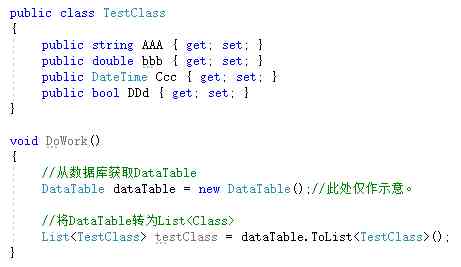 public class TestClass
{
public string AAA { get; set; }
public double bbb { get; set; }
public DateTime Ccc { get; set; }
public bool DDd { get; set; }
}
void DoWork()
{
//从数据库获取DataTable
DataTable dataTable = new DataTable();//此处仅作示意。
//将DataTable转为List<Class>
List<TestClass> testClass = dataTable.ToList<TestClass>();
}